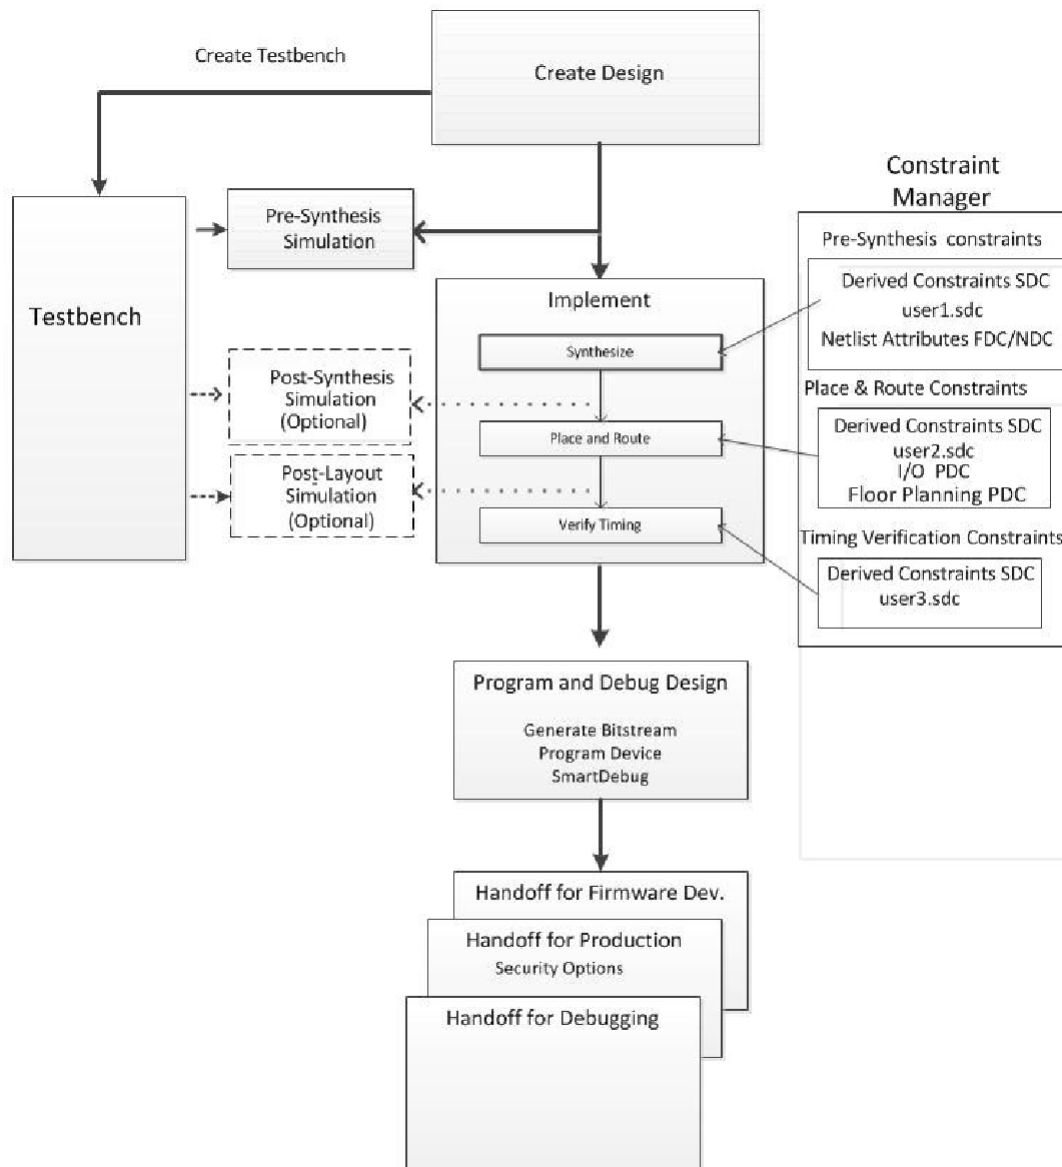 Create Testbench
Create Design
Constraint
Manager
Pre-Synthesis
Simulation
Testbench
Pre-Synthesis constraints
Derived Constraints SDC
user1.sdc
Netlist Attributes FDC/NDC
Implement
Synthesize
Post-Synthesis
Simulation
(Optional)
Place & Route Constraints
Derived Constraints SDC
user2.sdc
I/O PDC
Floor Planning PDC
Place and Route
Post-Layout
Simulation
(Optional)
Verify Timing
Timing Verification Constraints
Derived Constraints SDC
user3.sdc
Program and Debug Design
Generate Bitstream
Program Device
SmartDebug
Handoff for Firmware Dev.
Handoff for Production
Security Options
Handoff for Debugging